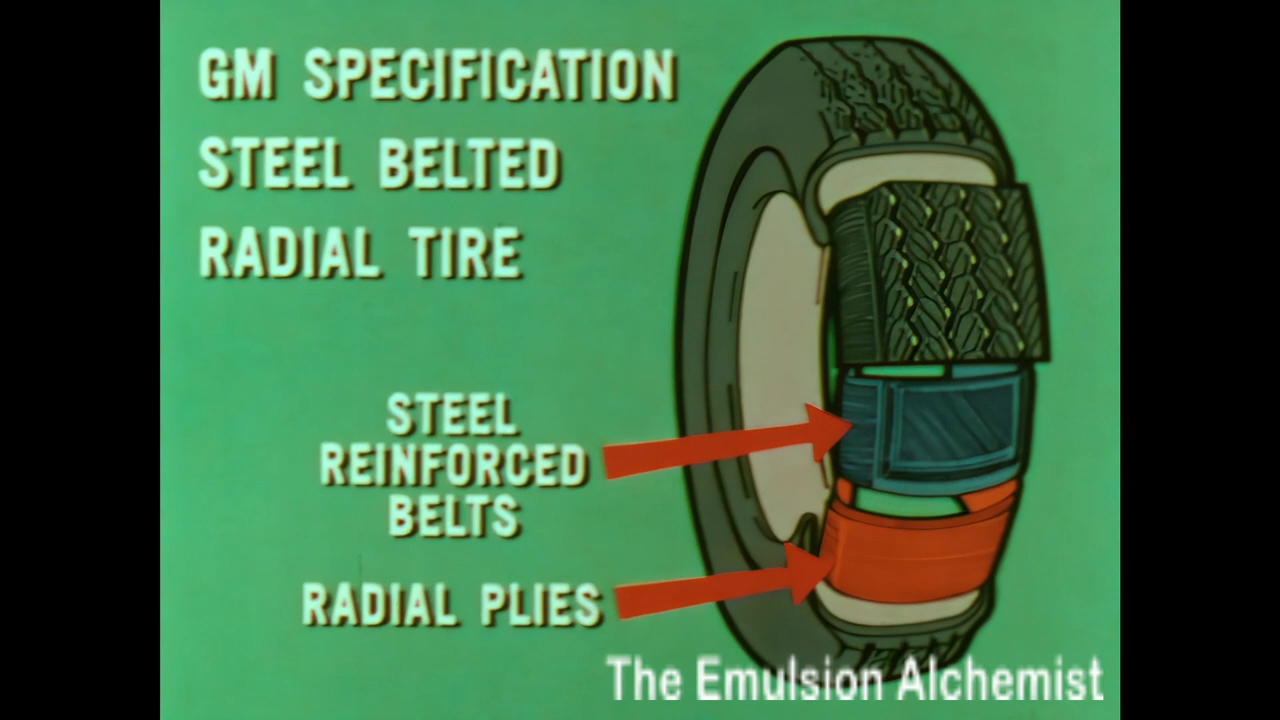 GM SPECIFICATION
STEEL BELTED
RADIAL TIRE
STEEL
REINFORCED
BELTS
RADIAL PLIES
The Emulsion Alchemist